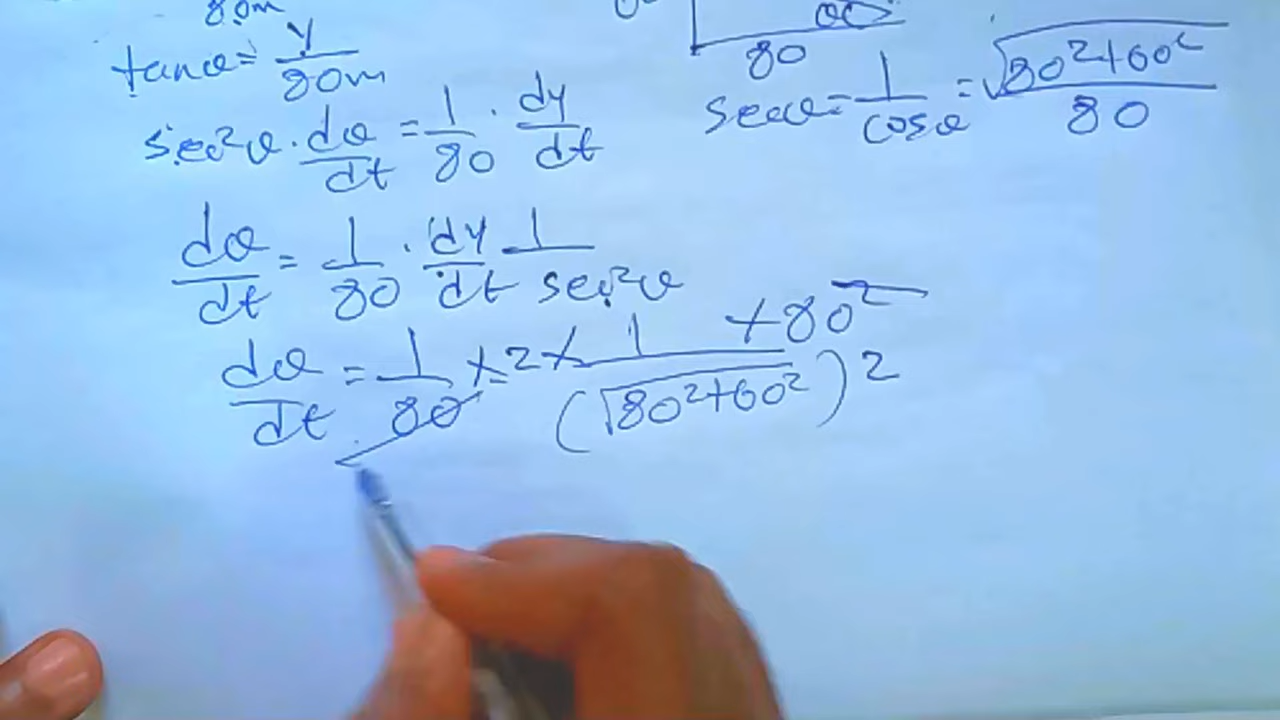 80m
tanθ = y/80m
80
secθ = 1/cosθ = √(80²+60²)/80
sec²θ · dθ/dt = 1/80 · dy/dt
dθ/dt = 1/80 · dy/dt 1/sec²θ
dθ/dt = 1/80 × 2 × 1/(√(80²+60²))² × 80²